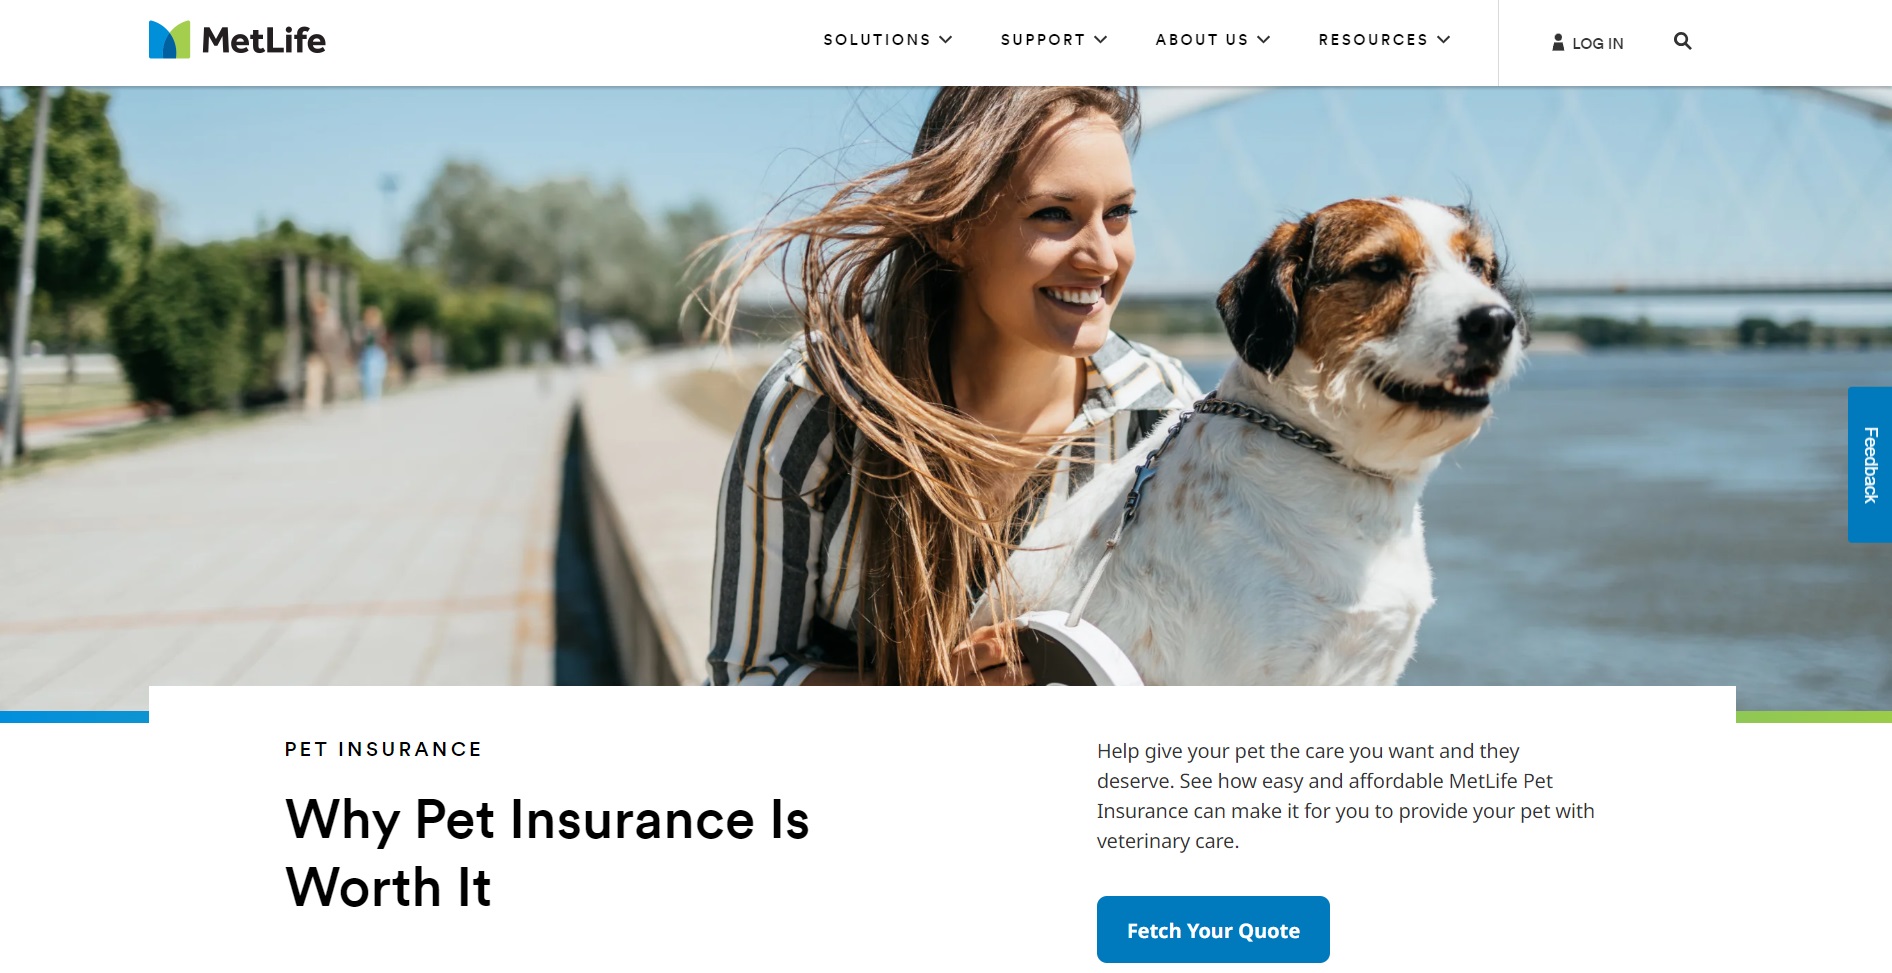 MetLife
SOLUTIONS
SUPPORT
ABOUT US
RESOURCES
LOG IN
Feedback
PET INSURANCE
Why Pet Insurance Is
Worth It
Help give your pet the care you want and they
deserve. See how easy and affordable MetLife Pet
Insurance can make it for you to provide your pet with
veterinary care.
Fetch Your Quote